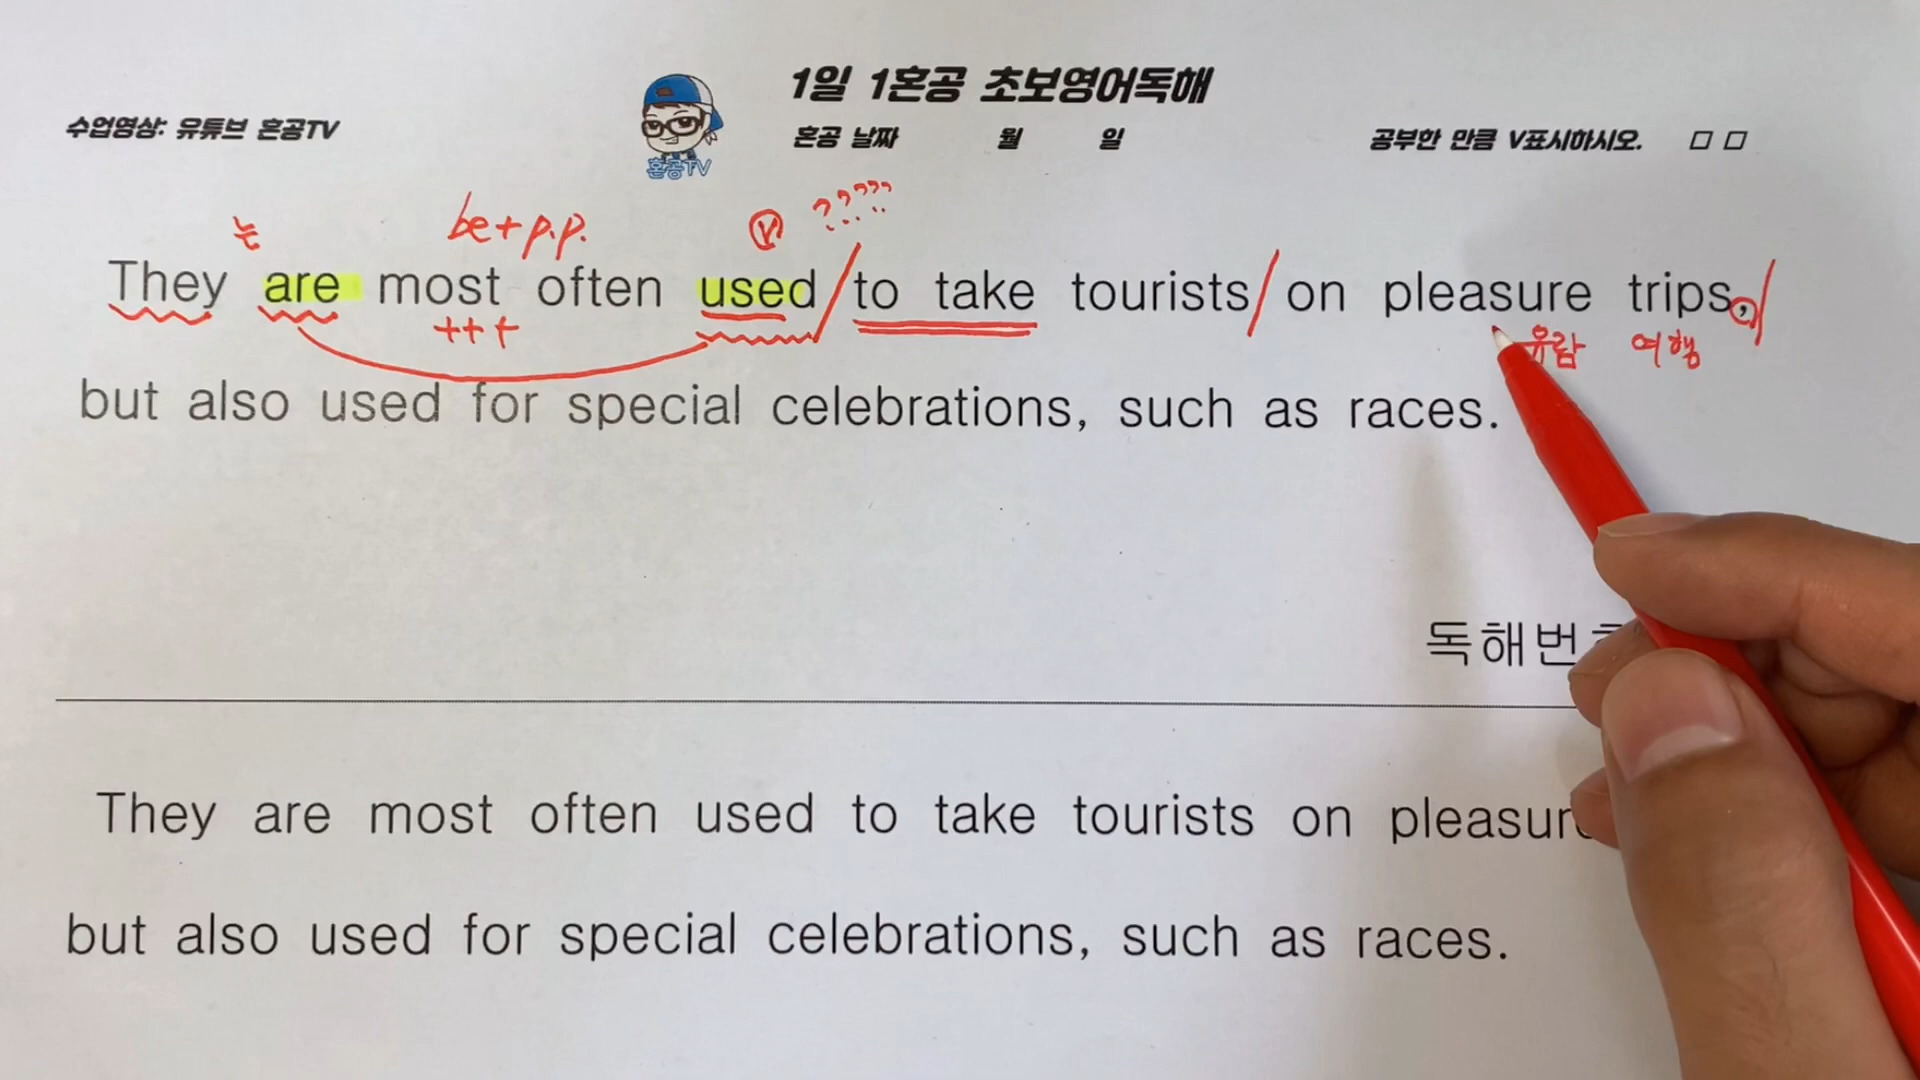 1일 1혼공 초보영어독해
수업영상: 유튜브 혼공TV
혼공 날짜 월 일
공부한 만큼 V표시하시오. □ □
혼공TV
는 be+p.p. V ?????
They are most often used / to take tourists / on pleasure trips, /
+++ 유람 여행
but also used for special celebrations, such as races.
독해번
They are most often used to take tourists on pleasur
but also used for special celebrations, such as races.